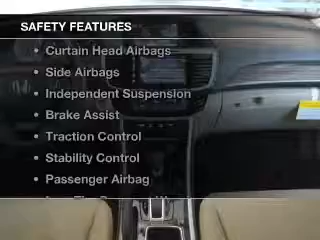 SAFETY FEATURES
• Curtain Head Airbags
• Side Airbags
• Independent Suspension
• Brake Assist
• Traction Control
• Stability Control
• Passenger Airbag